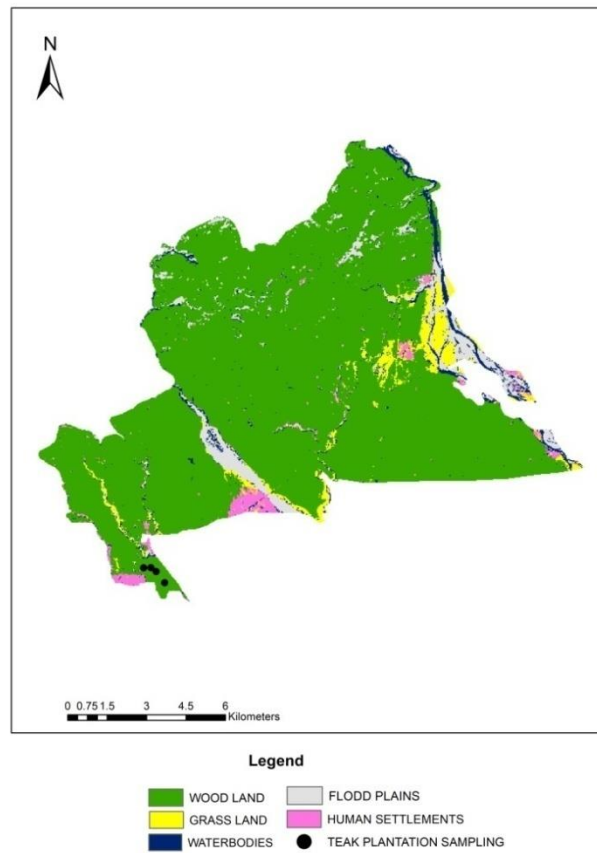 N
0 0.75 1.5 3 4.5 6
Kilometers
Legend
WOOD LAND FLODD PLAINS
GRASS LAND HUMAN SETTLEMENTS
WATERBODIES TEAK PLANTATION SAMPLING